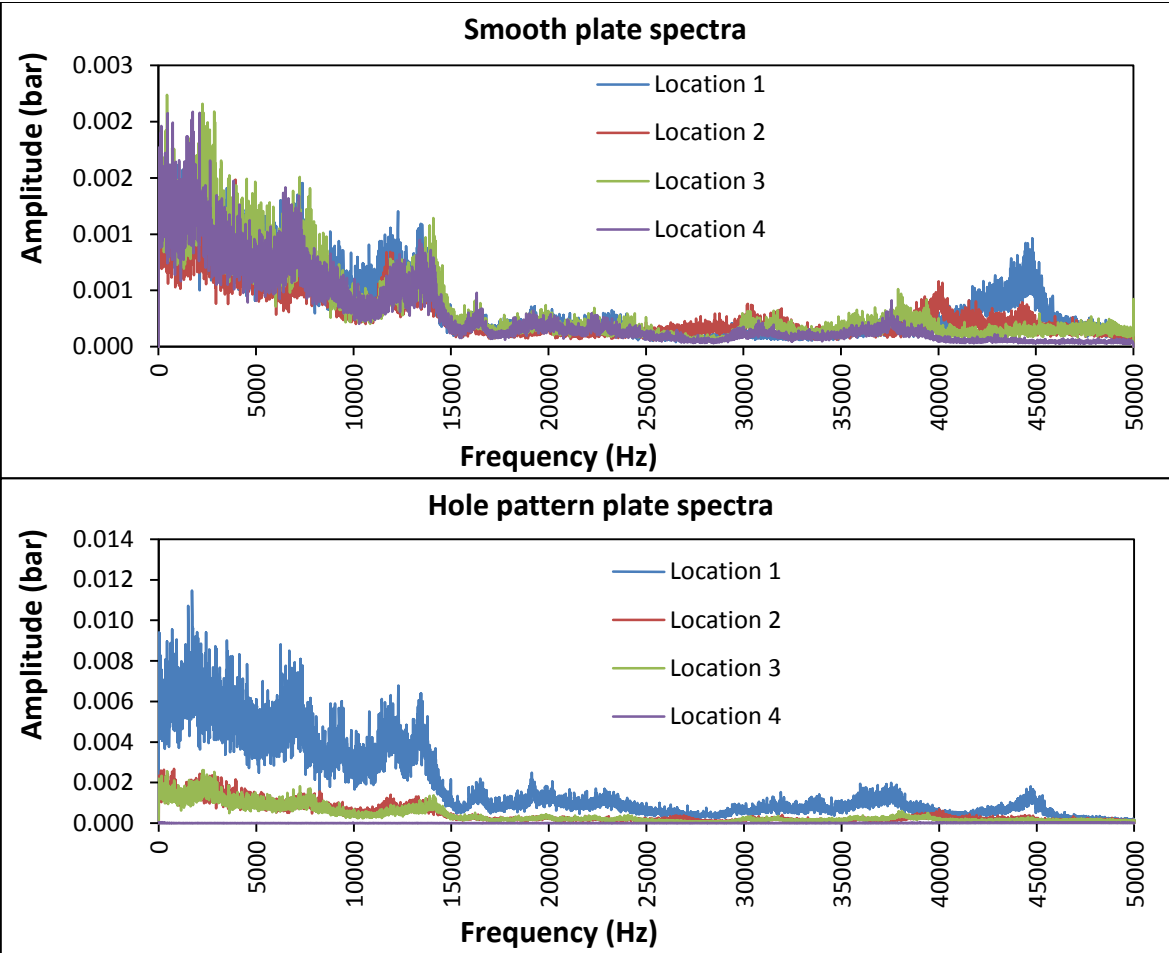 Smooth plate spectra
Amplitude (bar)
0.003
0.002
0.002
0.001
0.001
0.000
Location 1
Location 2
Location 3
Location 4
0
5000
10000
15000
20000
25000
30000
35000
40000
45000
50000
Frequency (Hz)
Hole pattern plate spectra
Amplitude (bar)
0.014
0.012
0.010
0.008
0.006
0.004
0.002
0.000
Location 1
Location 2
Location 3
Location 4
0
5000
10000
15000
20000
25000
30000
35000
40000
45000
50000
Frequency (Hz)